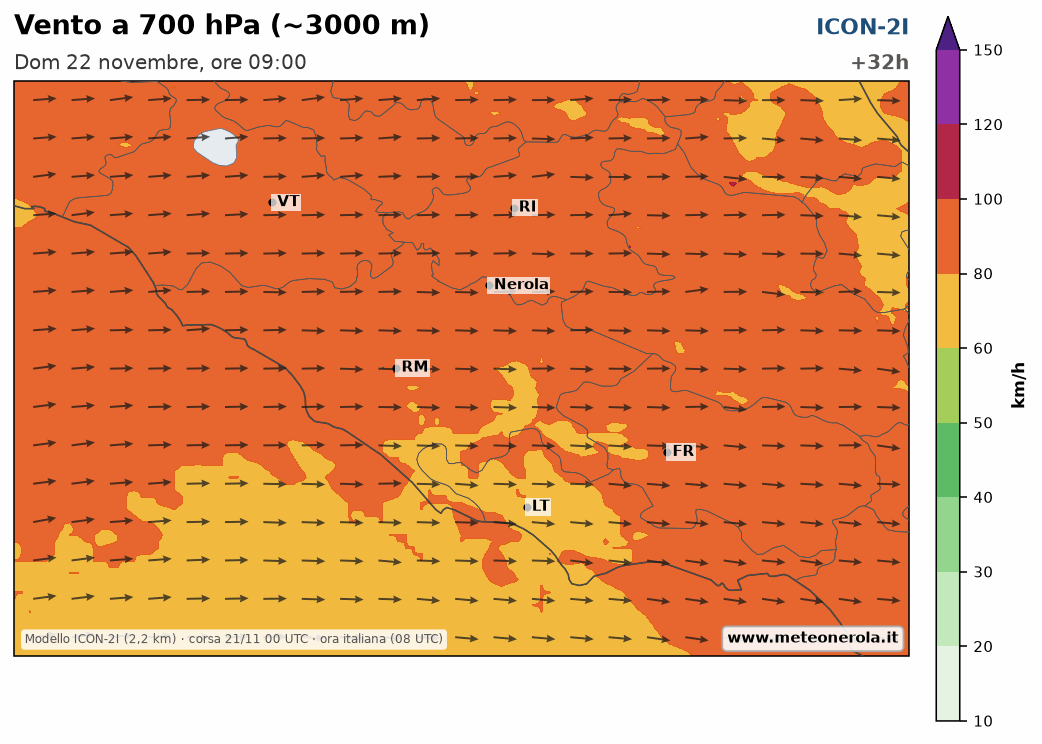 Vento a 700 hPa (~3000 m)
ICON-2I
Dom 22 novembre, ore 09:00
+32h
150
120
100
80
60
50
40
30
20
10
km/h
VT
RI
Nerola
RM
FR
LT
Modello ICON-2I (2,2 km) · corsa 21/11 00 UTC · ora italiana (08 UTC)
www.meteonerola.it